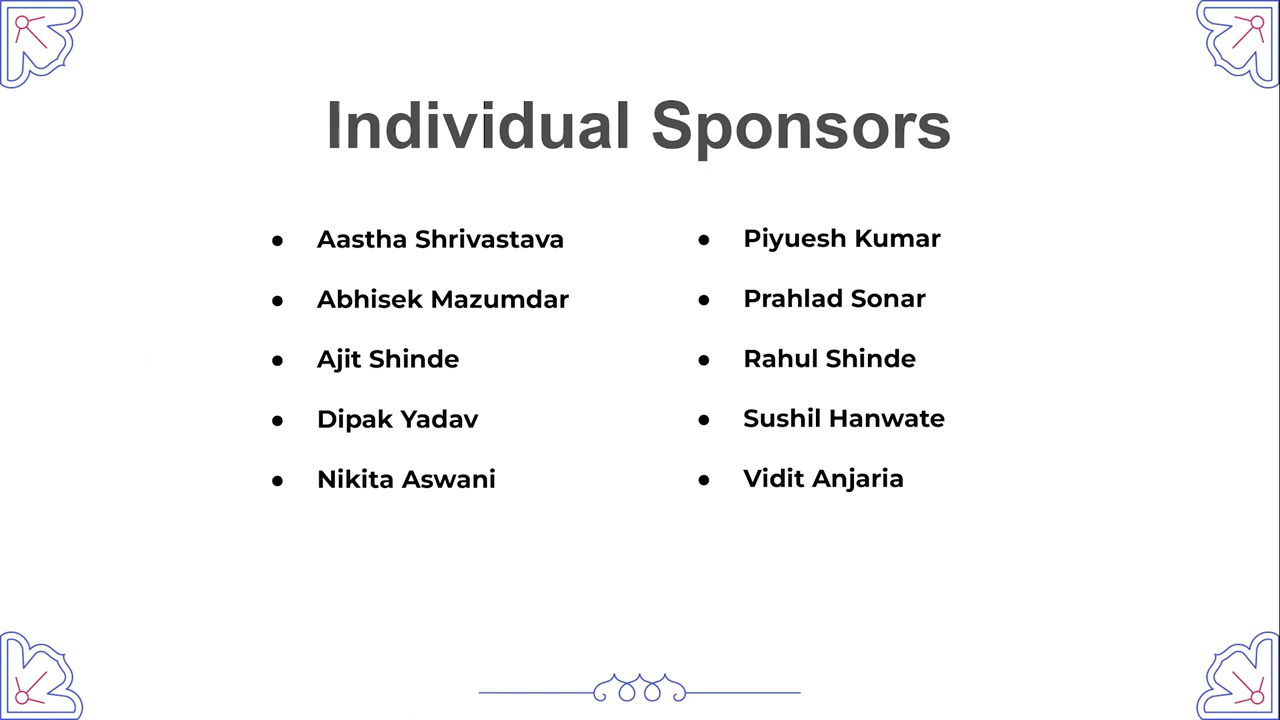 Individual Sponsors
● Aastha Shrivastava
● Abhisek Mazumdar
● Ajit Shinde
● Dipak Yadav
● Nikita Aswani
● Piyuesh Kumar
● Prahlad Sonar
● Rahul Shinde
● Sushil Hanwate
● Vidit Anjaria